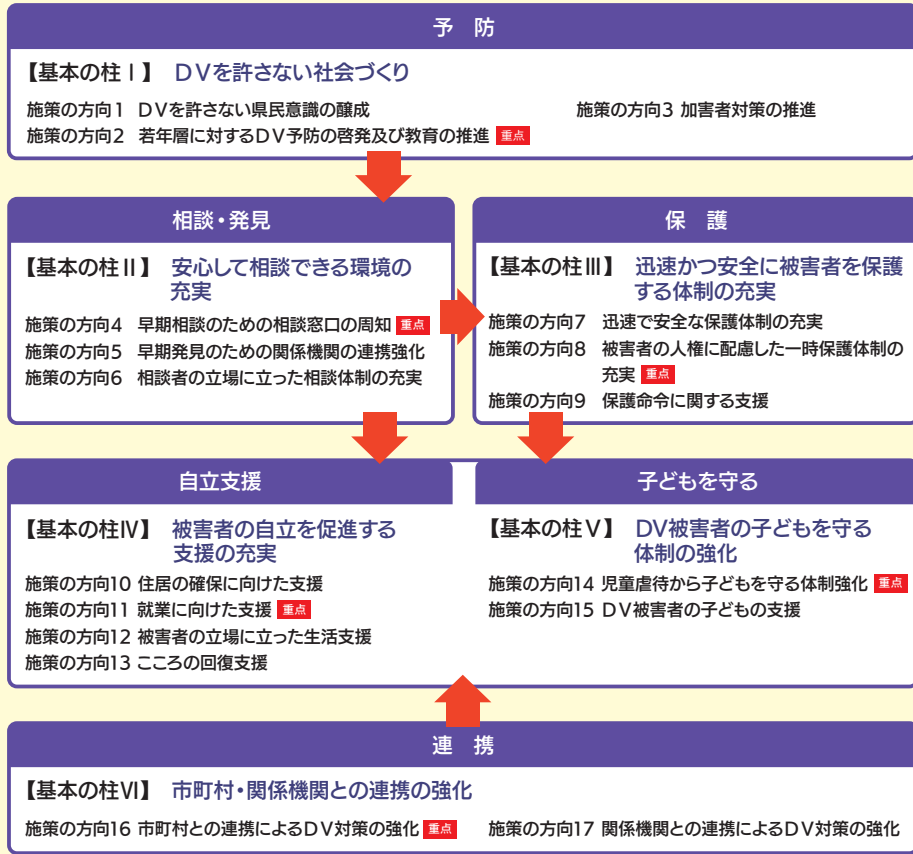 予 防
【基本の柱Ⅰ】 DVを許さない社会づくり
施策の方向1 DVを許さない県民意識の醸成
施策の方向2 若年層に対するDV予防の啓発及び教育の推進 重点
施策の方向3 加害者対策の推進
相談・発見
【基本の柱Ⅱ】 安心して相談できる環境の
充実
施策の方向4 早期相談のための相談窓口の周知 重点
施策の方向5 早期発見のための関係機関の連携強化
施策の方向6 相談者の立場に立った相談体制の充実
保 護
【基本の柱Ⅲ】 迅速かつ安全に被害者を保護
する体制の充実
施策の方向7 迅速で安全な保護体制の充実
施策の方向8 被害者の人権に配慮した一時保護体制の
充実 重点
施策の方向9 保護命令に関する支援
自立支援
【基本の柱Ⅳ】 被害者の自立を促進する
支援の充実
施策の方向10 住居の確保に向けた支援
施策の方向11 就業に向けた支援 重点
施策の方向12 被害者の立場に立った生活支援
施策の方向13 こころの回復支援
子どもを守る
【基本の柱Ⅴ】 DV被害者の子どもを守る
体制の強化
施策の方向14 児童虐待から子どもを守る体制強化 重点
施策の方向15 DV被害者の子どもの支援
連 携
【基本の柱Ⅵ】 市町村・関係機関との連携の強化
施策の方向16 市町村との連携によるDV対策の強化 重点
施策の方向17 関係機関との連携によるDV対策の強化